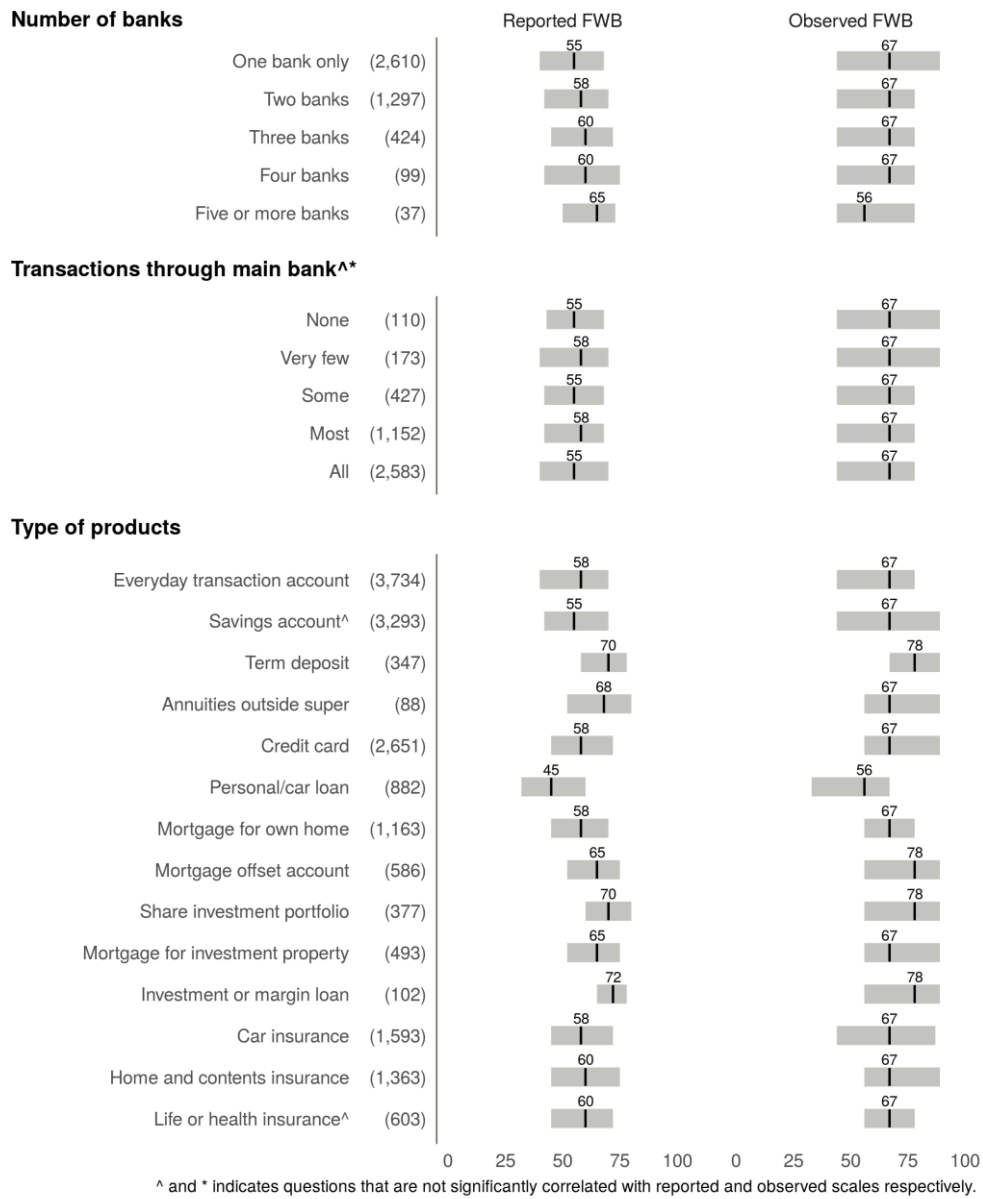 Number of banks Reported FWB Observed FWB
55 67
One bank only (2,610)
58 67
Two banks (1,297)
60 67
Three banks (424)
60 67
Four banks (99)
65 56
Five or more banks (37)
Transactions through main bank^*
55 67
None (110)
58 67
Very few (173)
55 67
Some (427)
58 67
Most (1,152)
55 67
All (2,583)
Type of products
58 67
Everyday transaction account (3,734)
55 67
Savings account^ (3,293)
70 78
Term deposit (347)
68 67
Annuities outside super (88)
58 67
Credit card (2,651)
45 56
Personal/car loan (882)
58 67
Mortgage for own home (1,163)
65 78
Mortgage offset account (586)
70 78
Share investment portfolio (377)
65 67
Mortgage for investment property (493)
72 78
Investment or margin loan (102)
58 67
Car insurance (1,593)
60 67
Home and contents insurance (1,363)
60 67
Life or health insurance^ (603)
0 25 50 75 100 0 25 50 75 100
^ and * indicates questions that are not significantly correlated with reported and observed scales respectively.